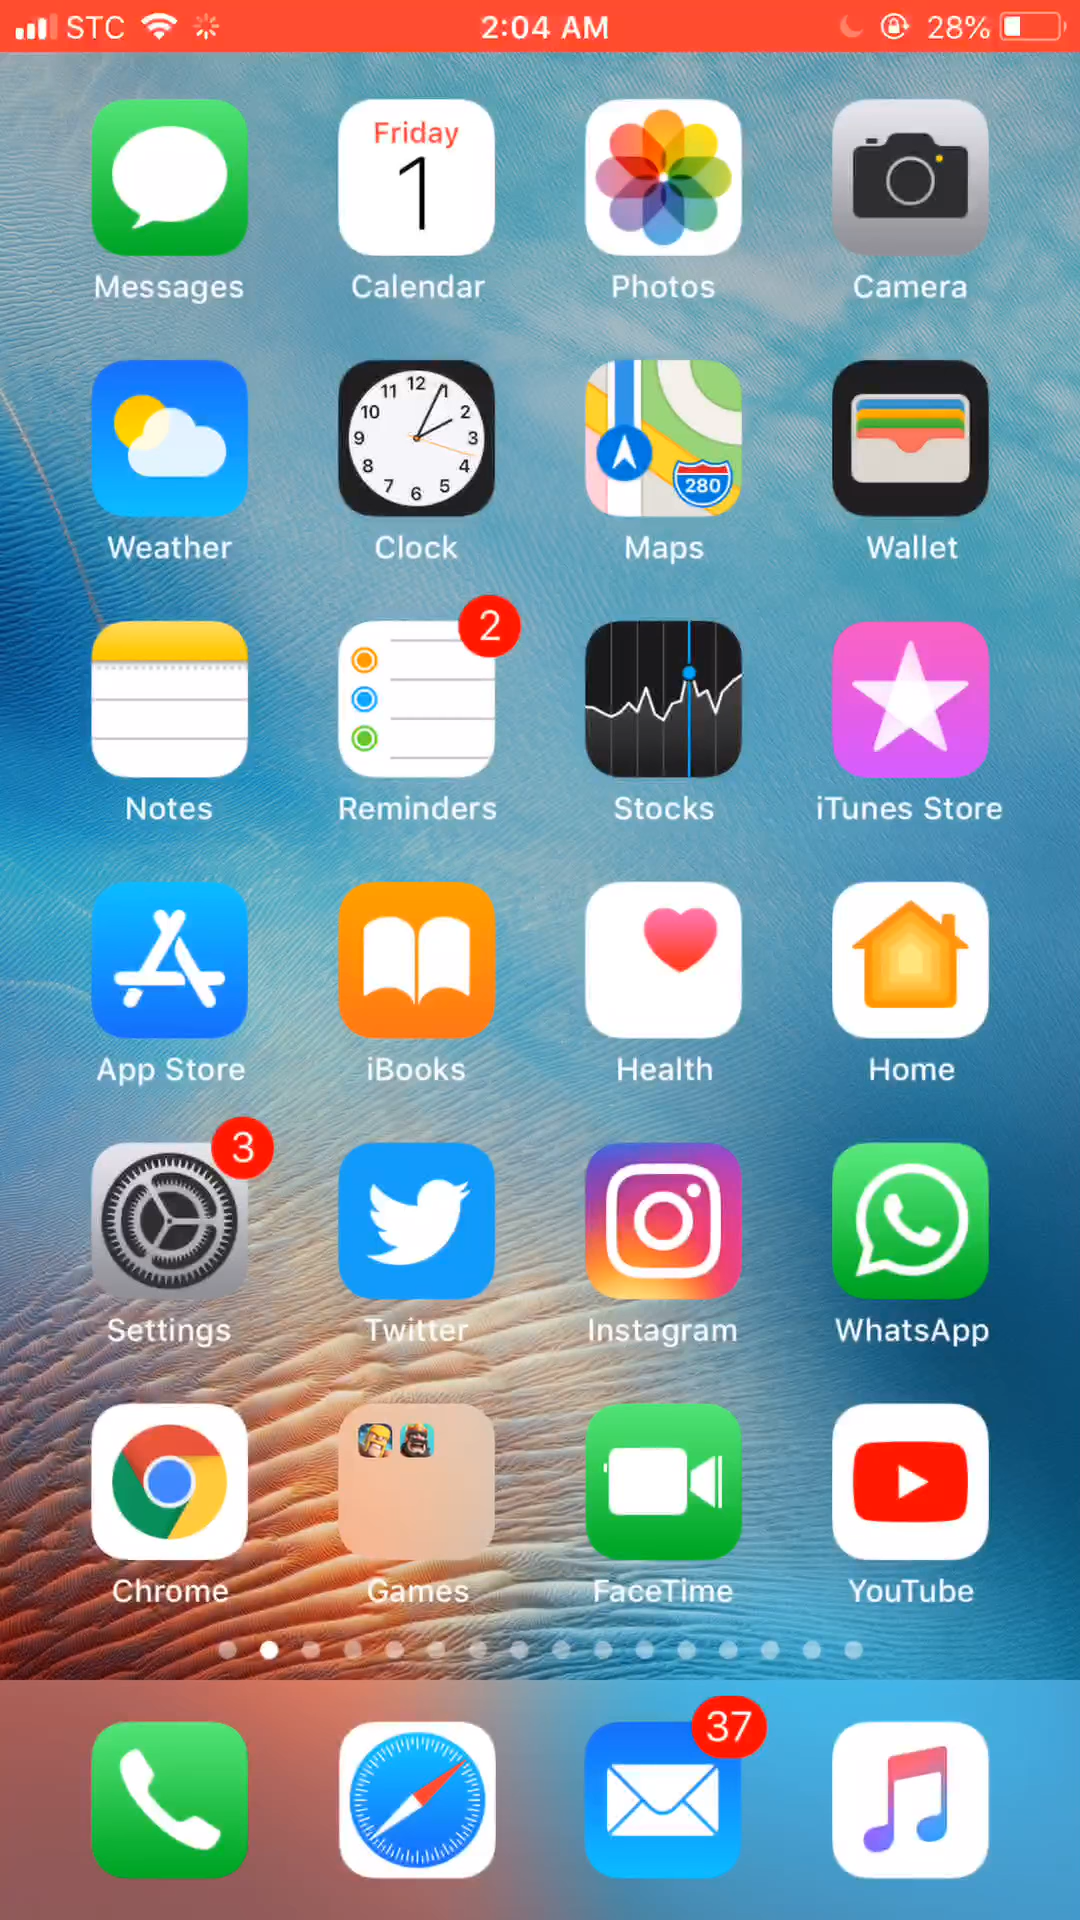 STC 2:04 AM 28%
Friday
1
Messages Calendar Photos Camera
12
11 1
10 2
9 3
8 4
7 6 5
280
Weather Clock Maps Wallet
2
Notes Reminders Stocks iTunes Store
App Store iBooks Health Home
3
Settings Twitter Instagram WhatsApp
Chrome Games FaceTime YouTube
37